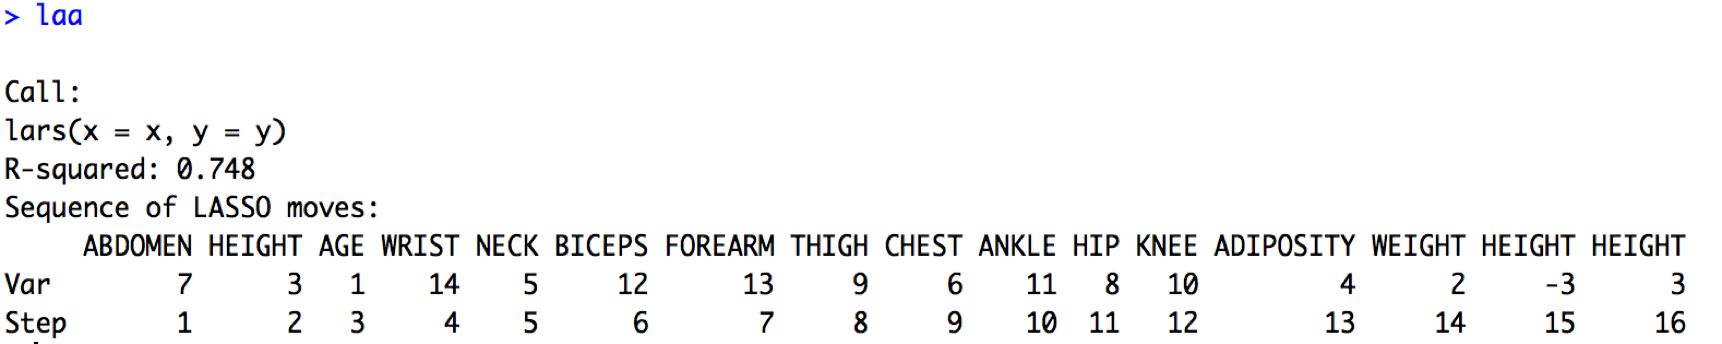 > laa
Call:
lars(x = x, y = y)
R-squared: 0.748
Sequence of LASSO moves:
     ABDOMEN HEIGHT AGE WRIST NECK BICEPS FOREARM THIGH CHEST ANKLE HIP KNEE ADIPOSITY WEIGHT HEIGHT HEIGHT
Var        7      3   1    14    5     12      13     9     6    11   8   10         4      2     -3      3
Step       1      2   3     4    5      6       7     8     9    10  11   12        13     14     15     16